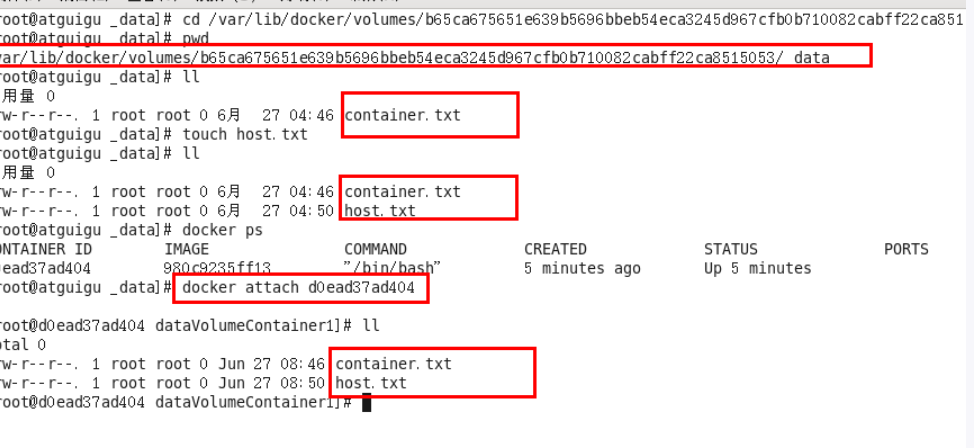 root@atguigu _data]# cd /var/lib/docker/volumes/b65ca675651e639b5696bbeb54eca3245d967cfb0b710082cabff22ca851
root@atguigu _data]# pwd
var/lib/docker/volumes/b65ca675651e639b5696bbeb54eca3245d967cfb0b710082cabff22ca8515053/_data
root@atguigu _data]# ll
用量 0
rw-r--r--. 1 root root 0 6月  27 04:46 container.txt
root@atguigu _data]# touch host.txt
root@atguigu _data]# ll
用量 0
rw-r--r--. 1 root root 0 6月  27 04:46 container.txt
rw-r--r--. 1 root root 0 6月  27 04:50 host.txt
root@atguigu _data]# docker ps
ONTAINER ID IMAGE COMMAND CREATED STATUS PORTS
0ead37ad404 980c9235ff13 "/bin/bash" 5 minutes ago Up 5 minutes
root@atguigu _data]# docker attach d0ead37ad404
root@d0ead37ad404 dataVolumeContainer1]# ll
otal 0
rw-r--r--. 1 root root 0 Jun 27 08:46 container.txt
rw-r--r--. 1 root root 0 Jun 27 08:50 host.txt
root@d0ead37ad404 dataVolumeContainer1]#